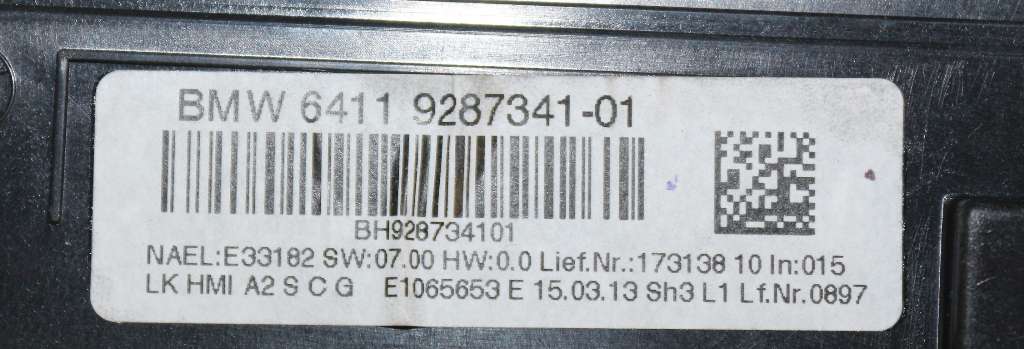 BMW 6411 9287341-01
BH928734101
NAEL:E33182 SW:07.00 HW:0.0 Lief.Nr.:173138 10 In:015
LK HMI A2 S C G E1065653 E 15.03.13 Sh3 L1 Lf.Nr.0897